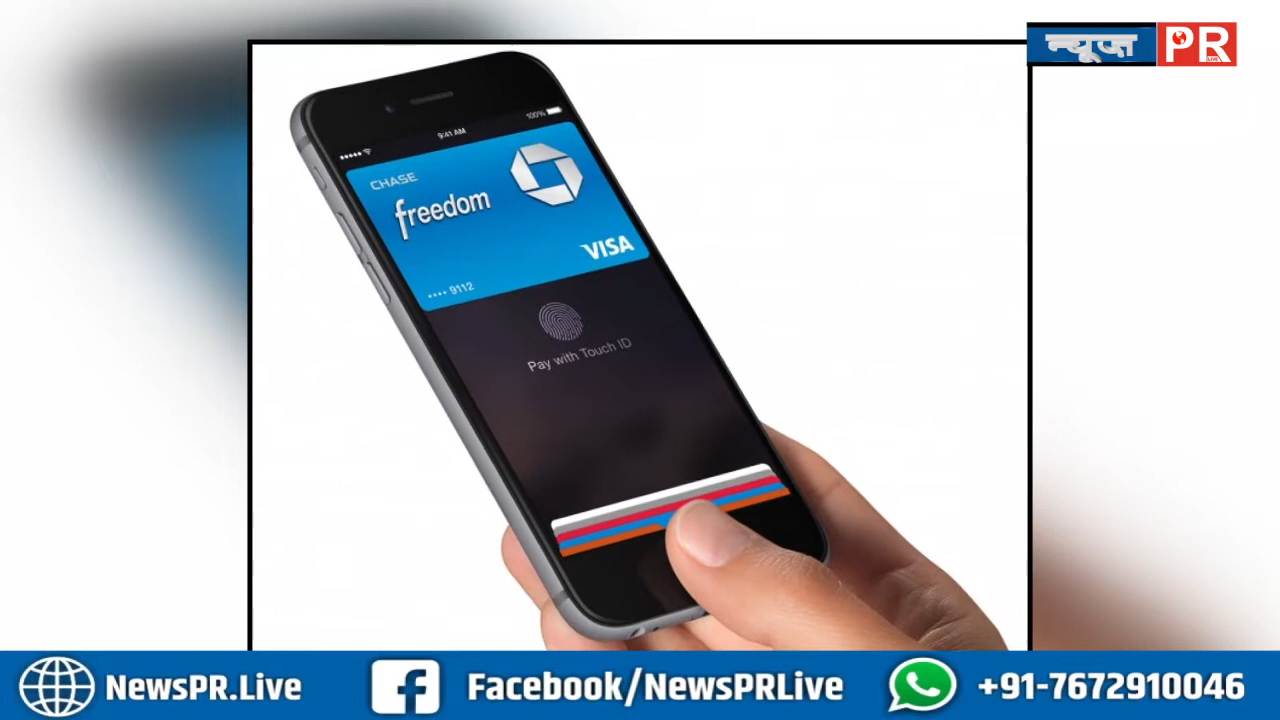 न्यूज़ PR
LIVE
9:41 AM
100%
CHASE
freedom
VISA
•••• 9112
Pay with Touch ID
NewsPR.Live
Facebook/NewsPRLive
+91-7672910046